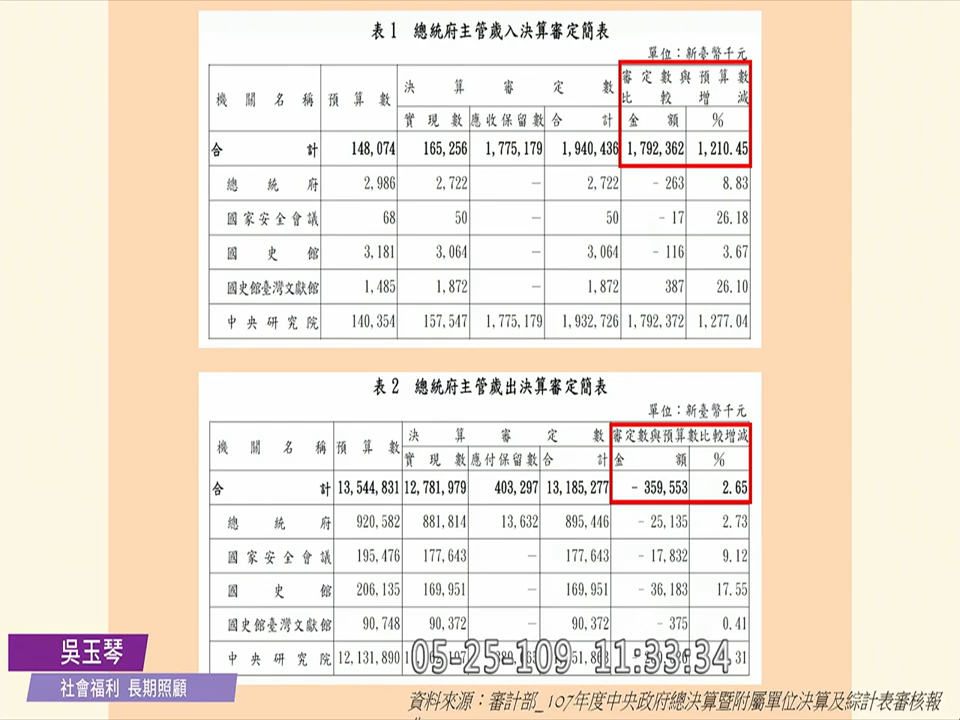 表1 總統府主管歲入決算審定簡表
單位：新臺幣千元
機關名稱 預算數 決算審定數 審定數與預算數比較增減
實現數 應收保留數 合計 金額 %
合計 148,074 165,256 1,775,179 1,940,436 1,792,362 1,210.45
總統府 2,986 2,722 — 2,722 - 263 8.83
國家安全會議 68 50 — 50 - 17 26.18
國史館 3,181 3,064 — 3,064 - 116 3.67
國史館臺灣文獻館 1,485 1,872 — 1,872 387 26.10
中央研究院 140,354 157,547 1,775,179 1,932,726 1,792,372 1,277.04
表2 總統府主管歲出決算審定簡表
單位：新臺幣千元
機關名稱 預算數 決算審定數 審定數與預算數比較增減
實現數 應付保留數 合計 金額 %
合計 13,544,831 12,781,979 403,297 13,185,277 - 359,553 2.65
總統府 920,582 881,814 13,632 895,446 - 25,135 2.73
國家安全會議 195,476 177,643 — 177,643 - 17,832 9.12
國史館 206,135 169,951 — 169,951 - 36,183 17.55
國史館臺灣文獻館 90,748 90,372 — 90,372 - 375 0.41
中央研究院 12,131,890
05-25-109 11:33:34
吳玉琴
社會福利 長期照顧
資料來源：審計部_107年度中央政府總決算暨附屬單位決算及綜計表審核報